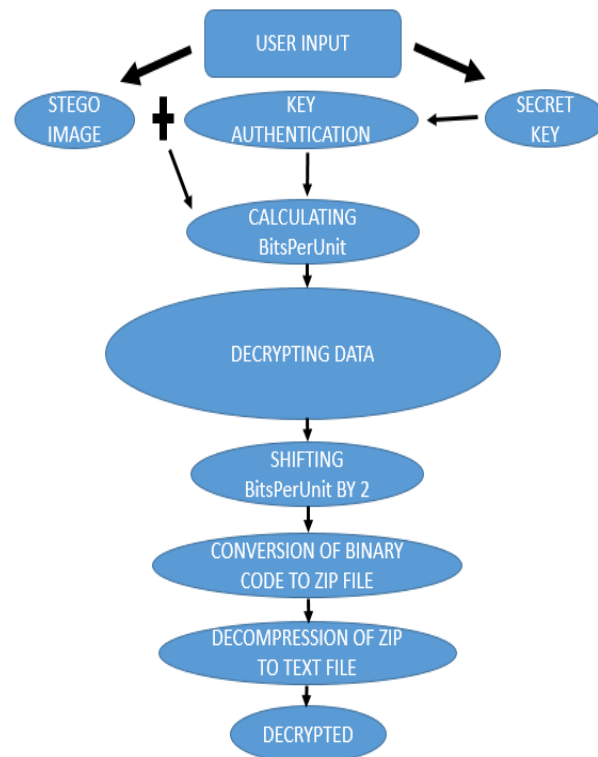 USER INPUT
STEGO
IMAGE
KEY
AUTHENTICATION
SECRET
KEY
CALCULATING
BitsPerUnit
DECRYPTING DATA
SHIFTING
BitsPerUnit BY 2
CONVERSION OF BINARY
CODE TO ZIP FILE
DECOMPRESSION OF ZIP
TO TEXT FILE
DECRYPTED